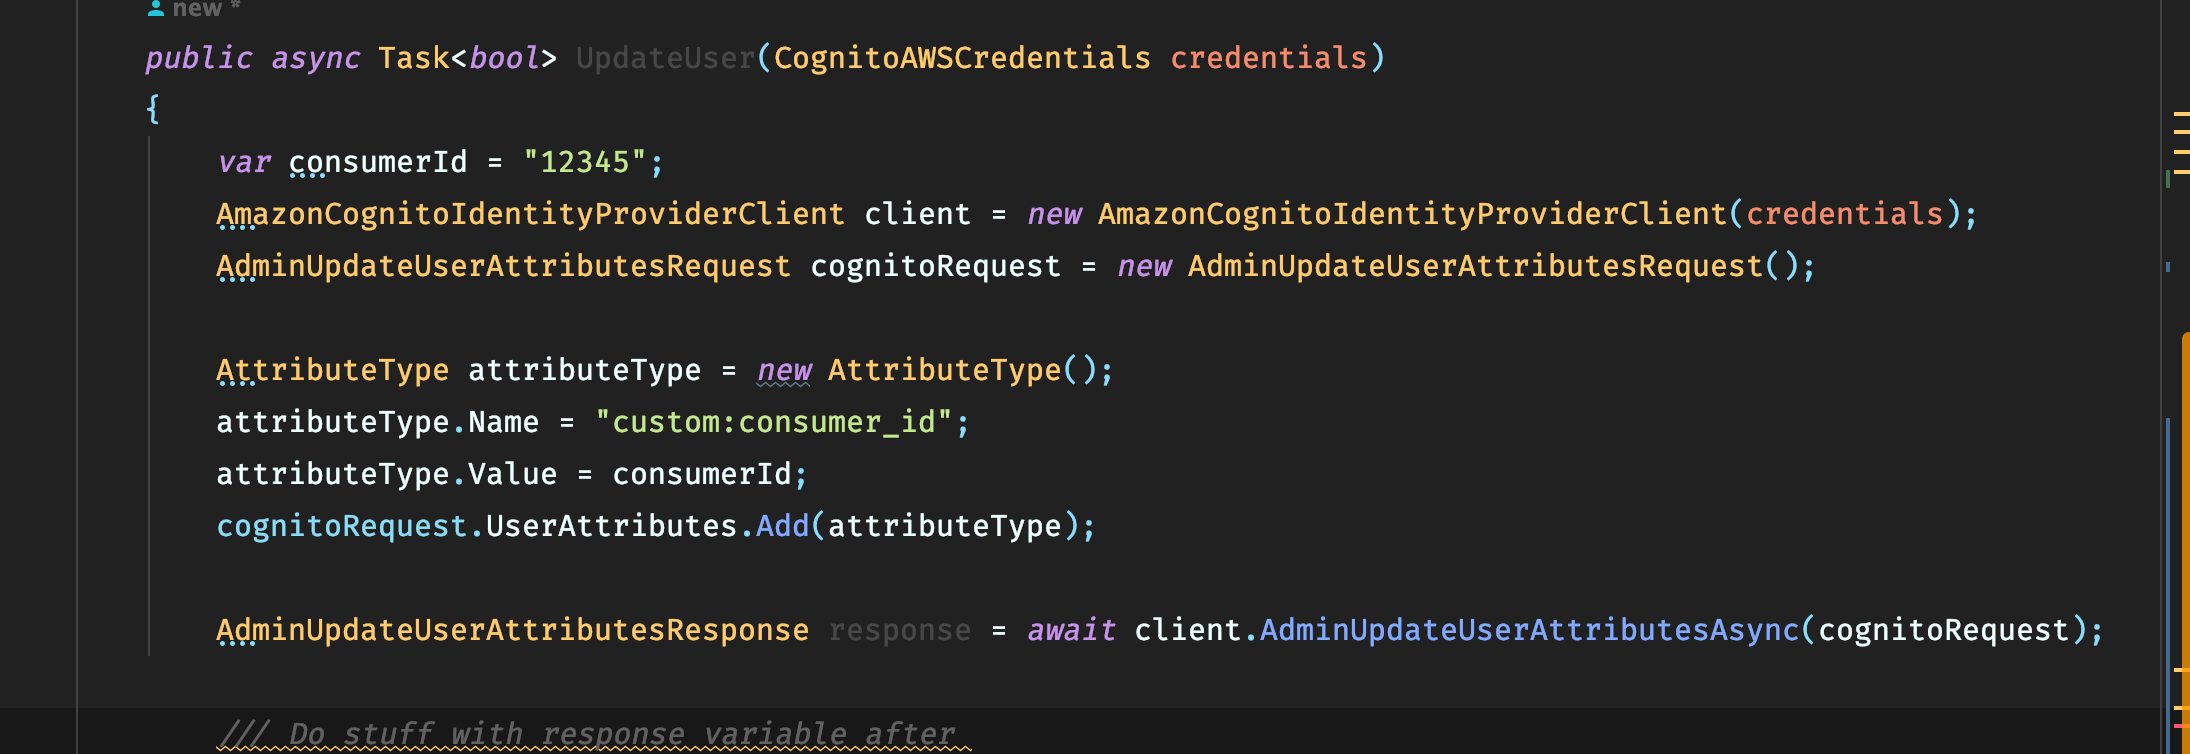 new *
public async Task<bool> UpdateUser(CognitoAWSCredentials credentials)
{
var consumerId = "12345";
AmazonCognitoIdentityProviderClient client = new AmazonCognitoIdentityProviderClient(credentials);
AdminUpdateUserAttributesRequest cognitoRequest = new AdminUpdateUserAttributesRequest();
AttributeType attributeType = new AttributeType();
attributeType.Name = "custom:consumer_id";
attributeType.Value = consumerId;
cognitoRequest.UserAttributes.Add(attributeType);
AdminUpdateUserAttributesResponse response = await client.AdminUpdateUserAttributesAsync(cognitoRequest);
/// Do stuff with response variable after